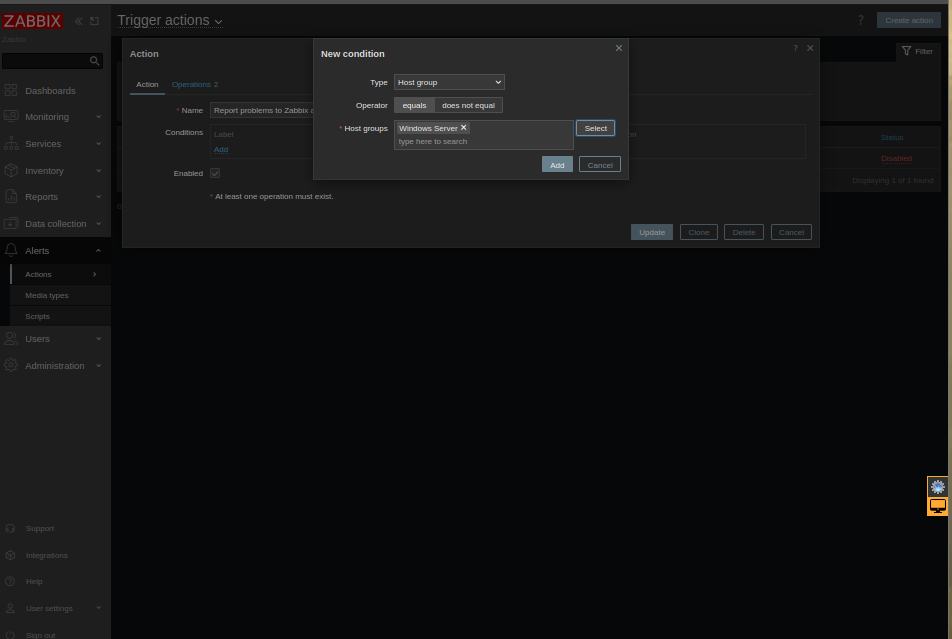 ZABBIX
Zabbix
Dashboards
Monitoring
Services
Inventory
Reports
Data collection
Alerts
Actions
Media types
Scripts
Users
Administration
Support
Integrations
Help
User settings
Sign out
Trigger actions
?
Create action
Filter
Status
Disabled
Displaying 1 of 1 found
Action
?
Action
Operations 2
* Name
Report problems to Zabbix
Conditions
Label
Add
Enabled
* At least one operation must exist.
Update
Clone
Delete
Cancel
New condition
Type
Host group
Operator
equals
does not equal
* Host groups
Windows Server
type here to search
Select
Add
Cancel